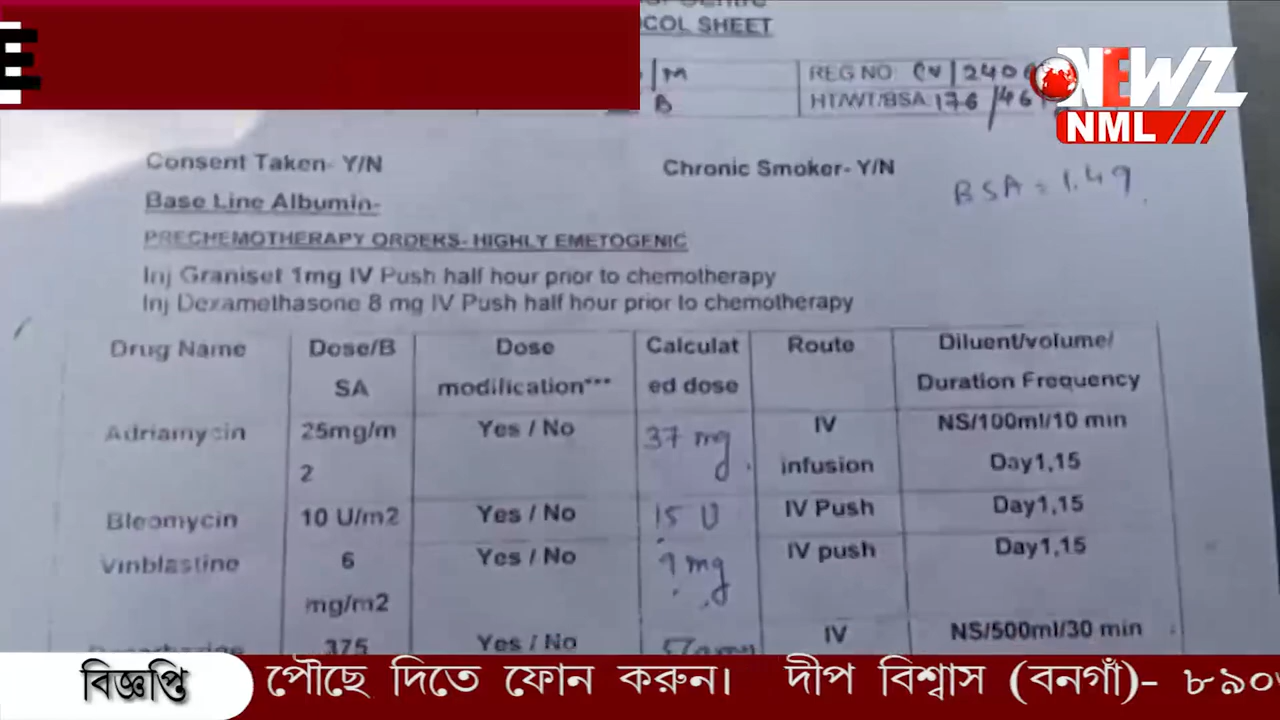 COL SHEET
/M
REG NO:
B
HT/WT/BSA: 176/46
NEWZ
NML
Consent Taken- Y/N
Chronic Smoker- Y/N
BSA = 1.49
Base Line Albumin-
PRECHEMOTHERAPY ORDERS- HIGHLY EMETOGENIC
Inj Graniset 1mg IV Push half hour prior to chemotherapy
Inj Dexamethasone 8 mg IV Push half hour prior to chemotherapy
Drug Name
Dose/B
SA
Dose
modification***
Calculat
ed dose
Route
Diluent/volume/
Duration Frequency
Adriamycin
25mg/m
2
Yes / No
37 mg
IV
infusion
NS/100ml/10 min
Day1,15
Bleomycin
10 U/m2
Yes / No
15 U
IV Push
Day1,15
Vinblastine
6
mg/m2
Yes / No
9 mg
IV push
Day1,15
375
Yes / No
IV
NS/500ml/30 min
বিজ্ঞপ্তি
পৌছে দিতে ফোন করুন। দীপ বিশ্বাস (বনগাঁ)- ৮৯০